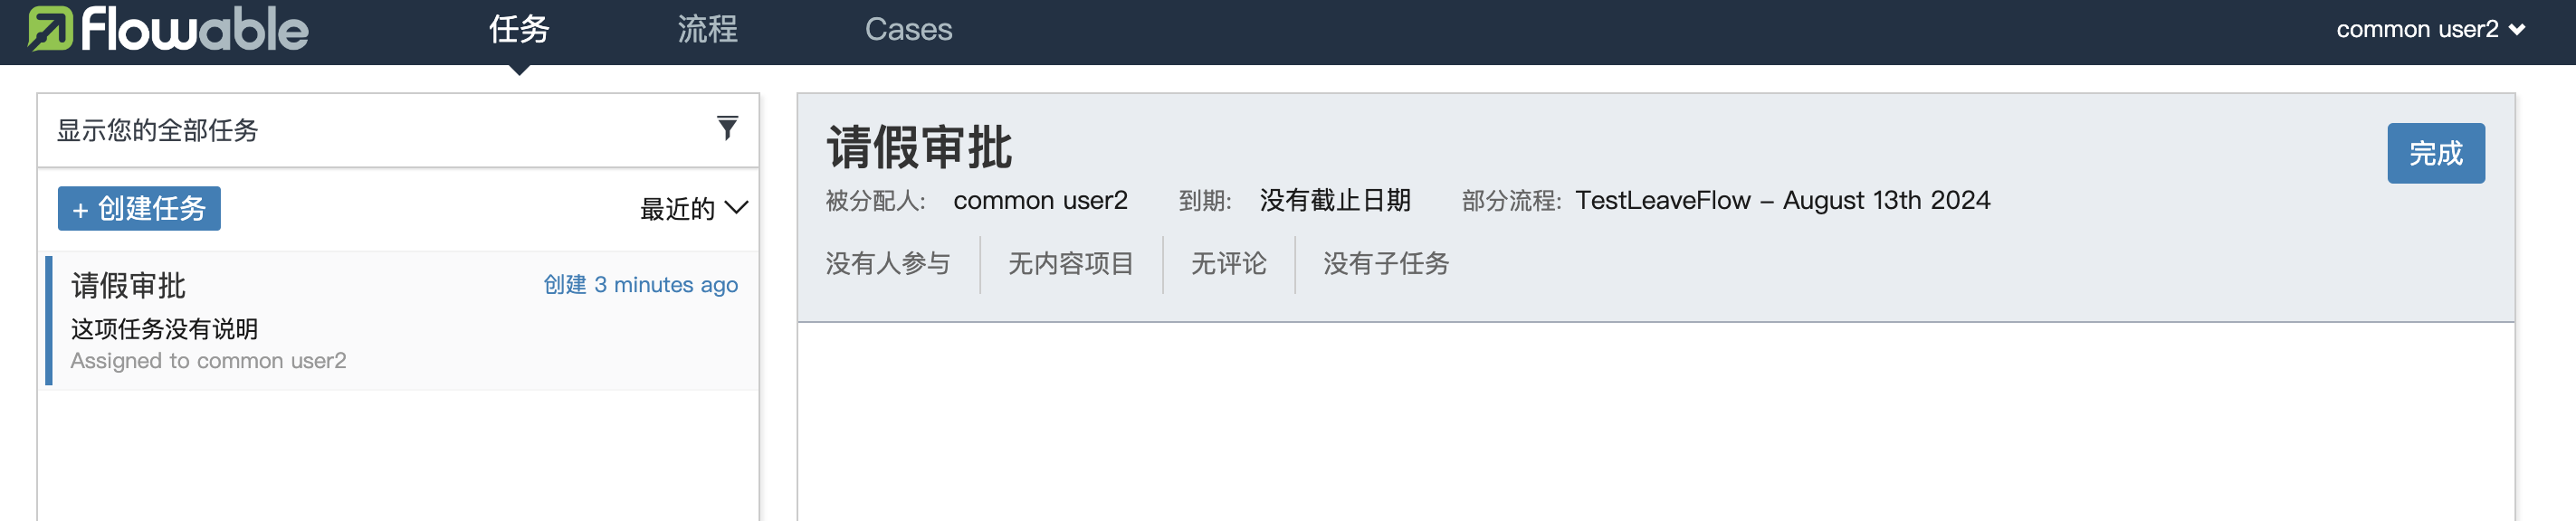 flowable 任务 流程 Cases common user2
显示您的全部任务
+ 创建任务 最近的
请假审批 创建 3 minutes ago
这项任务没有说明
Assigned to common user2
请假审批 完成
被分配人: common user2 到期: 没有截止日期 部分流程: TestLeaveFlow – August 13th 2024
没有人参与 无内容项目 无评论 没有子任务